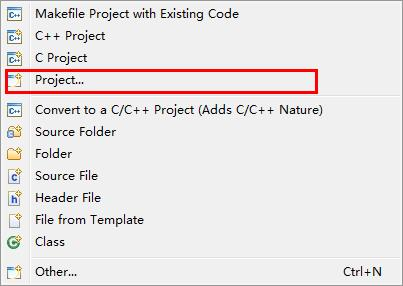 Makefile Project with Existing Code
C++ Project
C Project
Project...
Convert to a C/C++ Project (Adds C/C++ Nature)
Source Folder
Folder
Source File
Header File
File from Template
Class
Other... Ctrl+N